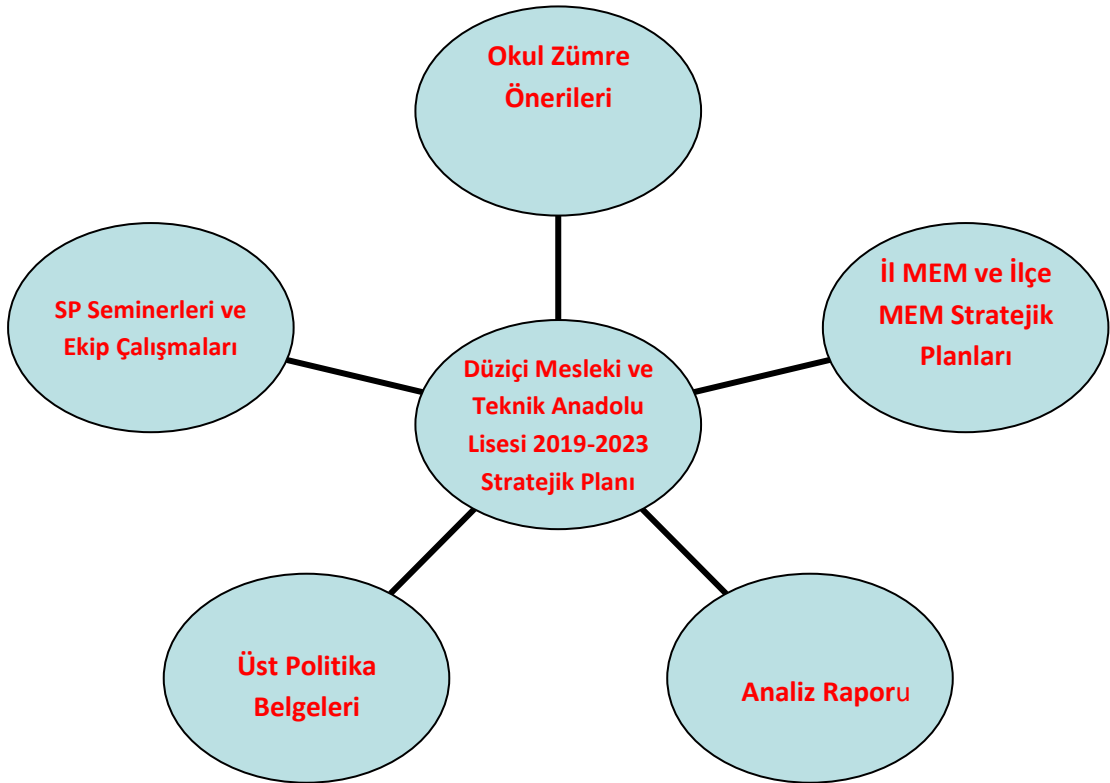 Okul Zümre
Önerileri
SP Seminerleri ve
Ekip Çalışmaları
İl MEM ve İlçe
MEM Stratejik
Planları
Düziçi Mesleki ve
Teknik Anadolu
Lisesi 2019-2023
Stratejik Planı
Üst Politika
Belgeleri
Analiz Raporu